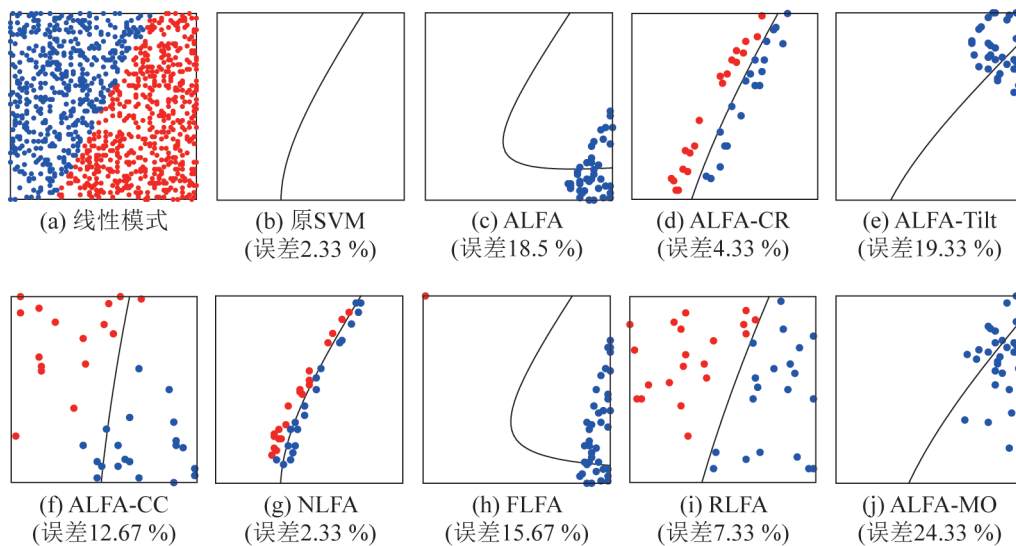 (a) 线性模式
(b) 原SVM
(误差2.33 %)
(c) ALFA
(误差18.5 %)
(d) ALFA-CR
(误差4.33 %)
(e) ALFA-Tilt
(误差19.33 %)
(f) ALFA-CC
(误差12.67 %)
(g) NLFA
(误差2.33 %)
(h) FLFA
(误差15.67 %)
(i) RLFA
(误差7.33 %)
(j) ALFA-MO
(误差24.33 %)